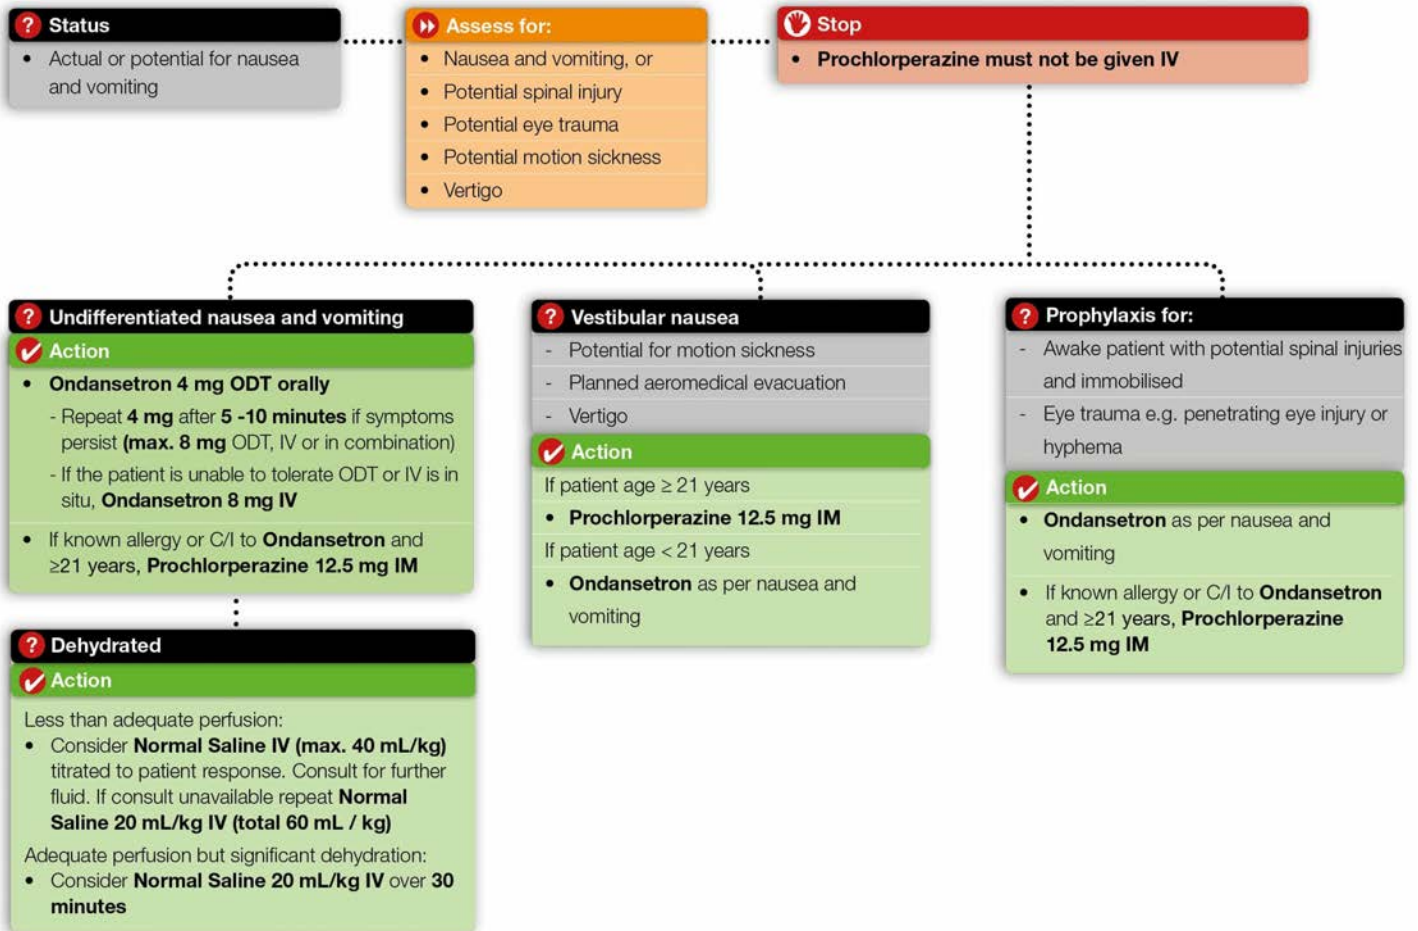 Status
• Actual or potential for nausea
and vomiting
Assess for:
• Nausea and vomiting, or
• Potential spinal injury
• Potential eye trauma
• Potential motion sickness
• Vertigo
Stop
• Prochlorperazine must not be given IV
Undifferentiated nausea and vomiting
Action
• Ondansetron 4 mg ODT orally
- Repeat 4 mg after 5 -10 minutes if symptoms
persist (max. 8 mg ODT, IV or in combination)
- If the patient is unable to tolerate ODT or IV is in
situ, Ondansetron 8 mg IV
• If known allergy or C/I to Ondansetron and
≥21 years, Prochlorperazine 12.5 mg IM
Dehydrated
Action
Less than adequate perfusion:
• Consider Normal Saline IV (max. 40 mL/kg)
titrated to patient response. Consult for further
fluid. If consult unavailable repeat Normal
Saline 20 mL/kg IV (total 60 mL / kg)
Adequate perfusion but significant dehydration:
• Consider Normal Saline 20 mL/kg IV over 30
minutes
Vestibular nausea
- Potential for motion sickness
- Planned aeromedical evacuation
- Vertigo
Action
If patient age ≥ 21 years
• Prochlorperazine 12.5 mg IM
If patient age < 21 years
• Ondansetron as per nausea and
vomiting
Prophylaxis for:
- Awake patient with potential spinal injuries
and immobilised
- Eye trauma e.g. penetrating eye injury or
hyphema
Action
• Ondansetron as per nausea and
vomiting
• If known allergy or C/I to Ondansetron
and ≥21 years, Prochlorperazine
12.5 mg IM